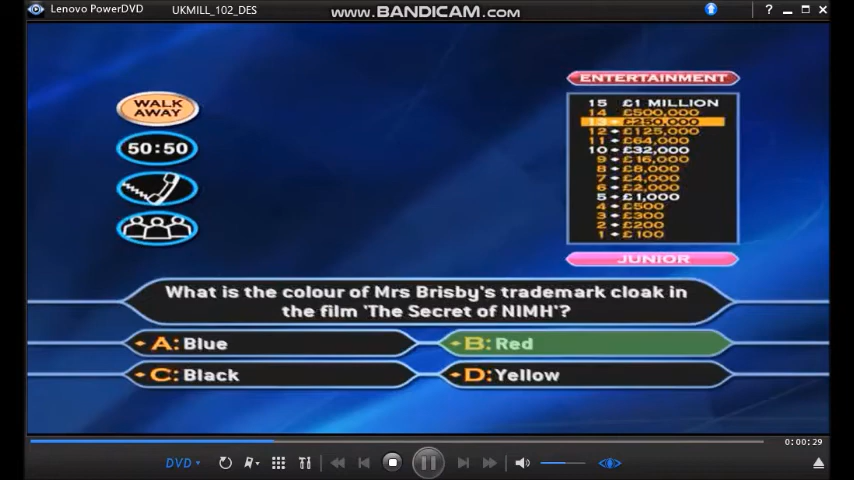 Lenovo PowerDVD
UKMILL_102_DES
www.BANDICAM.com
?
WALK AWAY
50:50
ENTERTAINMENT
15 £1 MILLION
14 £500,000
13 £250,000
12 £125,000
11 £64,000
10 £32,000
9 £16,000
8 £8,000
7 £4,000
6 £2,000
5 £1,000
4 £500
3 £300
2 £200
1 £100
JUNIOR
What is the colour of Mrs Brisby's trademark cloak in
the film 'The Secret of NIMH'?
A: Blue
B: Red
C: Black
D: Yellow
0:00:29
DVD